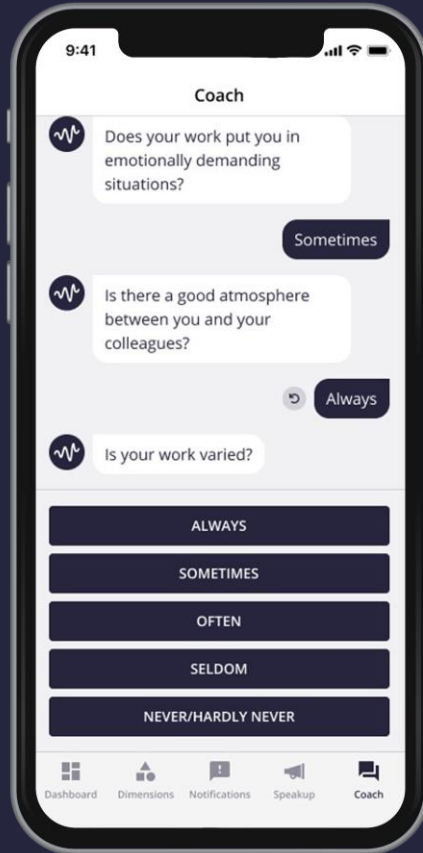 9:41
Coach
Does your work put you in
emotionally demanding
situations?
Sometimes
Is there a good atmosphere
between you and your
colleagues?
Always
Is your work varied?
ALWAYS
SOMETIMES
OFTEN
SELDOM
NEVER/HARDLY NEVER
Dashboard Dimensions Notifications Speakup Coach